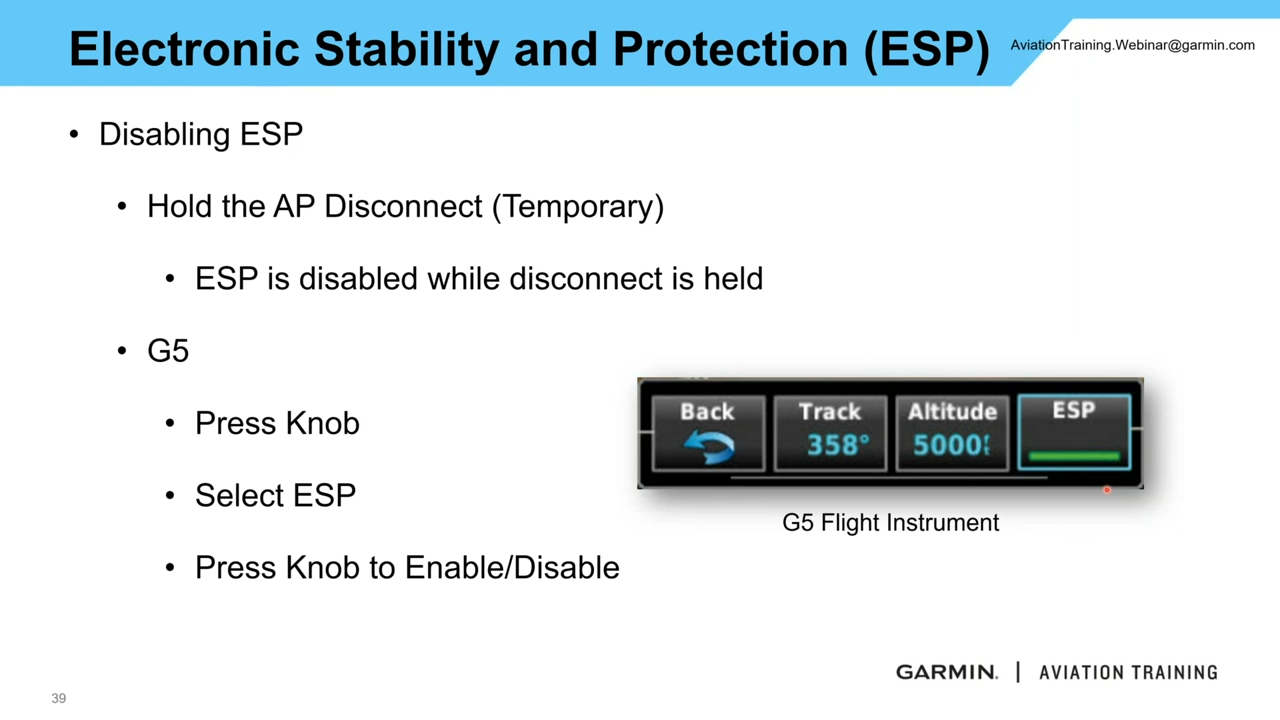 Electronic Stability and Protection (ESP)
AviationTraining.Webinar@garmin.com
• Disabling ESP
• Hold the AP Disconnect (Temporary)
• ESP is disabled while disconnect is held
• G5
• Press Knob
• Select ESP
• Press Knob to Enable/Disable
Back Track Altitude ESP
358° 5000ft
G5 Flight Instrument
GARMIN. | AVIATION TRAINING
39